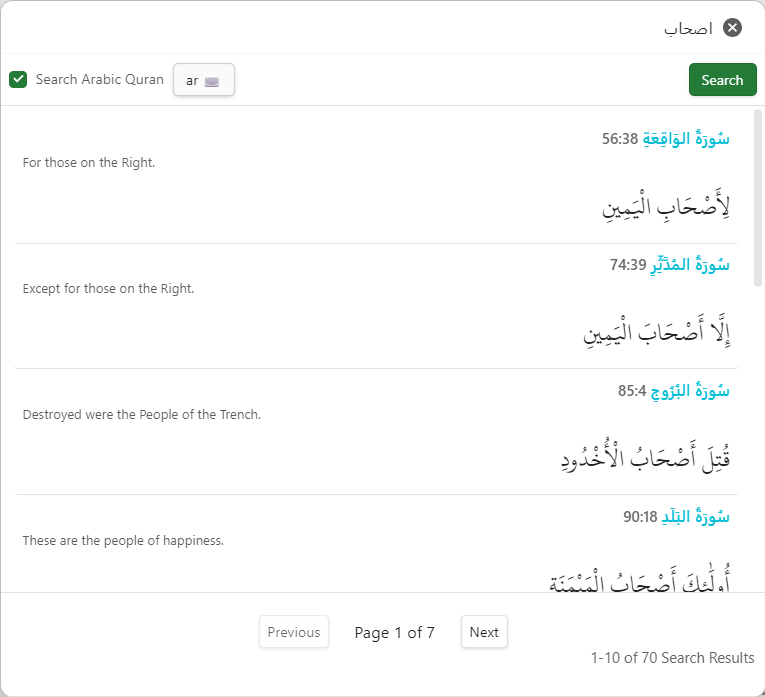 اصحاب
Search Arabic Quran
ar
Search
سُورَةُ الوَاقِعَةِ 56:38
For those on the Right.
لِأَصْحَابِ الْيَمِينِ
سُورَةُ المُدَّثِّرِ 74:39
Except for those on the Right.
إِلَّا أَصْحَابَ الْيَمِينِ
سُورَةُ البُرُوجِ 85:4
Destroyed were the People of the Trench.
قُتِلَ أَصْحَابُ الْأُخْدُودِ
سُورَةُ البَلَدِ 90:18
These are the people of happiness.
أُولَٰئِكَ أَصْحَابُ الْمَيْمَنَة
Previous
Page 1 of 7
Next
1-10 of 70 Search Results